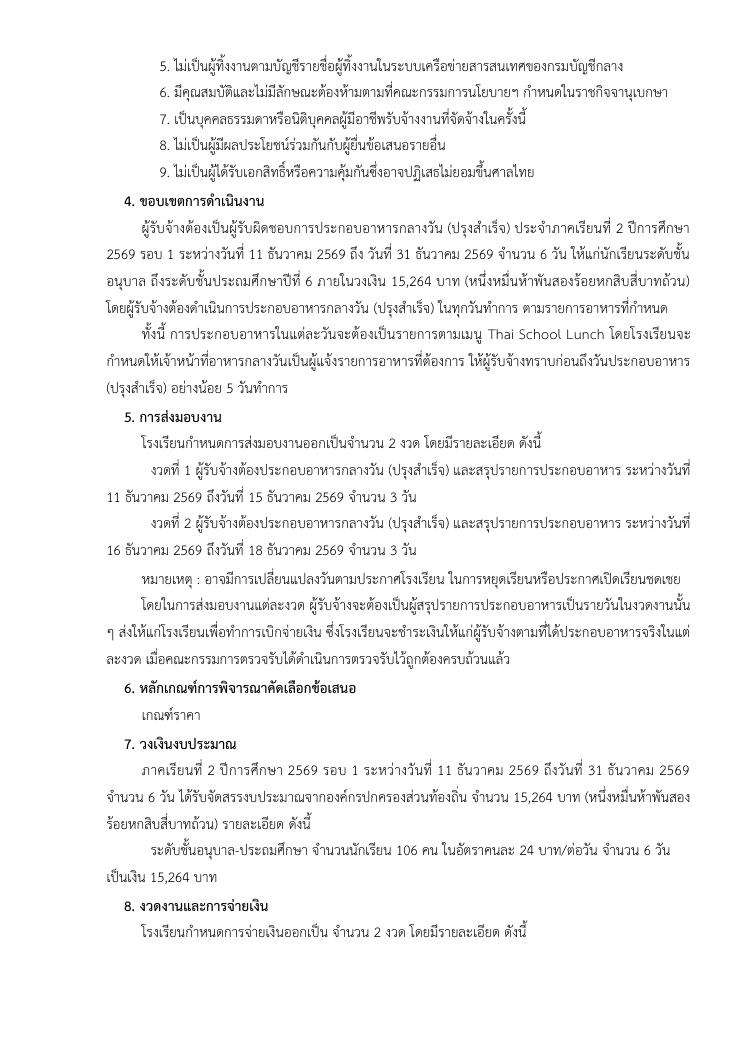 5. ไม่เป็นผู้ทิ้งงานตามบัญชีรายชื่อผู้ทิ้งงานในระบบเครือข่ายสารสนเทศของกรมบัญชีกลาง
6. มีคุณสมบัติและไม่มีลักษณะต้องห้ามตามที่คณะกรรมการนโยบายฯ กำหนดในราชกิจจานุเบกษา
7. เป็นบุคคลธรรมดาหรือนิติบุคคลผู้มีอาชีพรับจ้างงานที่จัดจ้างในครั้งนี้
8. ไม่เป็นผู้มีผลประโยชน์ร่วมกันกับผู้ยื่นข้อเสนอรายอื่น
9. ไม่เป็นผู้ได้รับเอกสิทธิ์หรือความคุ้มกันซึ่งอาจปฏิเสธไม่ยอมขึ้นศาลไทย
4. ขอบเขตการดำเนินงาน
ผู้รับจ้างต้องเป็นผู้รับผิดชอบการประกอบอาหารกลางวัน (ปรุงสำเร็จ) ประจำภาคเรียนที่ 2 ปีการศึกษา
2569 รอบ 1 ระหว่างวันที่ 11 ธันวาคม 2569 ถึง วันที่ 31 ธันวาคม 2569 จำนวน 6 วัน ให้แก่นักเรียนระดับชั้น
อนุบาล ถึงระดับชั้นประถมศึกษาปีที่ 6 ภายในวงเงิน 15,264 บาท (หนึ่งหมื่นห้าพันสองร้อยหกสิบสี่บาทถ้วน)
โดยผู้รับจ้างต้องดำเนินการประกอบอาหารกลางวัน (ปรุงสำเร็จ) ในทุกวันทำการ ตามรายการอาหารที่กำหนด
ทั้งนี้ การประกอบอาหารในแต่ละวันจะต้องเป็นรายการตามเมนู Thai School Lunch โดยโรงเรียนจะ
กำหนดให้เจ้าหน้าที่อาหารกลางวันเป็นผู้แจ้งรายการอาหารที่ต้องการ ให้ผู้รับจ้างทราบก่อนถึงวันประกอบอาหาร
(ปรุงสำเร็จ) อย่างน้อย 5 วันทำการ
5. การส่งมอบงาน
โรงเรียนกำหนดการส่งมอบงานออกเป็นจำนวน 2 งวด โดยมีรายละเอียด ดังนี้
งวดที่ 1 ผู้รับจ้างต้องประกอบอาหารกลางวัน (ปรุงสำเร็จ) และสรุปรายการประกอบอาหาร ระหว่างวันที่
11 ธันวาคม 2569 ถึงวันที่ 15 ธันวาคม 2569 จำนวน 3 วัน
งวดที่ 2 ผู้รับจ้างต้องประกอบอาหารกลางวัน (ปรุงสำเร็จ) และสรุปรายการประกอบอาหาร ระหว่างวันที่
16 ธันวาคม 2569 ถึงวันที่ 18 ธันวาคม 2569 จำนวน 3 วัน
หมายเหตุ : อาจมีการเปลี่ยนแปลงวันตามประกาศโรงเรียน ในการหยุดเรียนหรือประกาศเปิดเรียนชดเชย
โดยในการส่งมอบงานแต่ละงวด ผู้รับจ้างจะต้องเป็นผู้สรุปรายการประกอบอาหารเป็นรายวันในงวดงานนั้น
ๆ ส่งให้แก่โรงเรียนเพื่อทำการเบิกจ่ายเงิน ซึ่งโรงเรียนจะชำระเงินให้แก่ผู้รับจ้างตามที่ได้ประกอบอาหารจริงในแต่
ละงวด เมื่อคณะกรรมการตรวจรับได้ดำเนินการตรวจรับไว้ถูกต้องครบถ้วนแล้ว
6. หลักเกณฑ์การพิจารณาคัดเลือกข้อเสนอ
เกณฑ์ราคา
7. วงเงินงบประมาณ
ภาคเรียนที่ 2 ปีการศึกษา 2569 รอบ 1 ระหว่างวันที่ 11 ธันวาคม 2569 ถึงวันที่ 31 ธันวาคม 2569
จำนวน 6 วัน ได้รับจัดสรรงบประมาณจากองค์กรปกครองส่วนท้องถิ่น จำนวน 15,264 บาท (หนึ่งหมื่นห้าพันสอง
ร้อยหกสิบสี่บาทถ้วน) รายละเอียด ดังนี้
ระดับชั้นอนุบาล-ประถมศึกษา จำนวนนักเรียน 106 คน ในอัตราคนละ 24 บาท/ต่อวัน จำนวน 6 วัน
เป็นเงิน 15,264 บาท
8. งวดงานและการจ่ายเงิน
โรงเรียนกำหนดการจ่ายเงินออกเป็น จำนวน 2 งวด โดยมีรายละเอียด ดังนี้